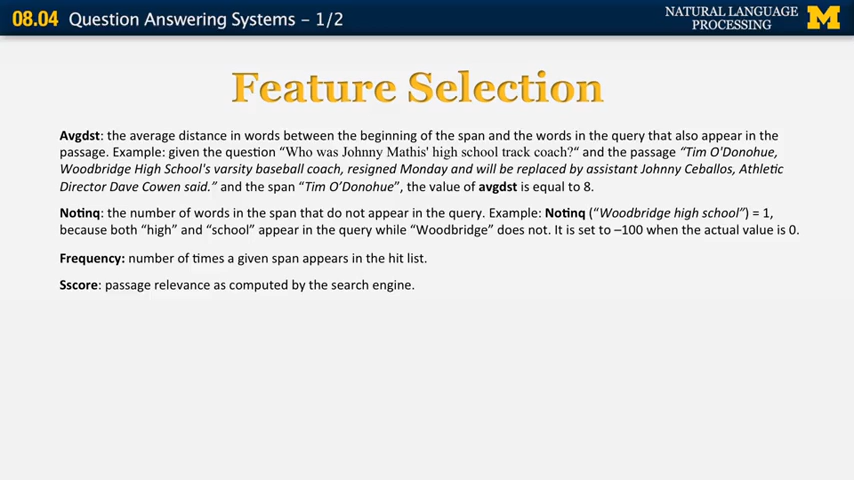 08.04 Question Answering Systems – 1/2
NATURAL LANGUAGE
PROCESSING
M
Feature Selection
Avgdst: the average distance in words between the beginning of the span and the words in the query that also appear in the
passage. Example: given the question “Who was Johnny Mathis' high school track coach?“ and the passage “Tim O'Donohue,
Woodbridge High School's varsity baseball coach, resigned Monday and will be replaced by assistant Johnny Ceballos, Athletic
Director Dave Cowen said.” and the span “Tim O’Donohue”, the value of avgdst is equal to 8.
Notinq: the number of words in the span that do not appear in the query. Example: Notinq (“Woodbridge high school”) = 1,
because both “high” and “school” appear in the query while “Woodbridge” does not. It is set to –100 when the actual value is 0.
Frequency: number of times a given span appears in the hit list.
Sscore: passage relevance as computed by the search engine.